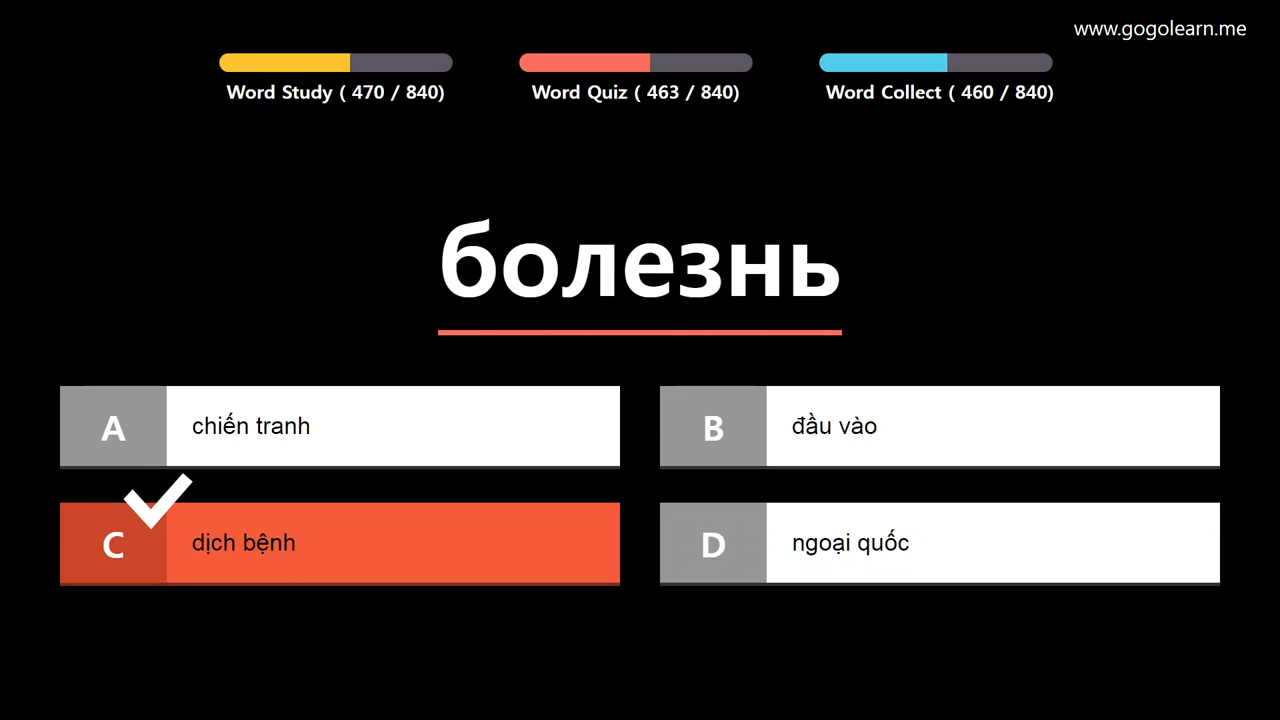 www.gogolearn.me
Word Study ( 470 / 840)
Word Quiz ( 463 / 840)
Word Collect ( 460 / 840)
болезнь
A
chiến tranh
B
đầu vào
C
dịch bệnh
D
ngoại quốc